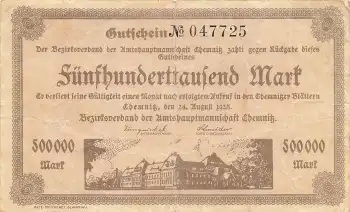 Gutschein № 047725
Der Bezirksverband der Amtshauptmannschaft Chemnitz zahlt gegen Rückgabe dieses
Gutscheines
Fünfhunderttausend Mark
Es verliert seine Gültigkeit einen Monat nach erfolgtem Aufruf in den Chemnitzer Blättern
Chemnitz, den 24. August 1923.
Bezirksverband der Amtshauptmannschaft Chemnitz.
500000
Mark
500000
Mark